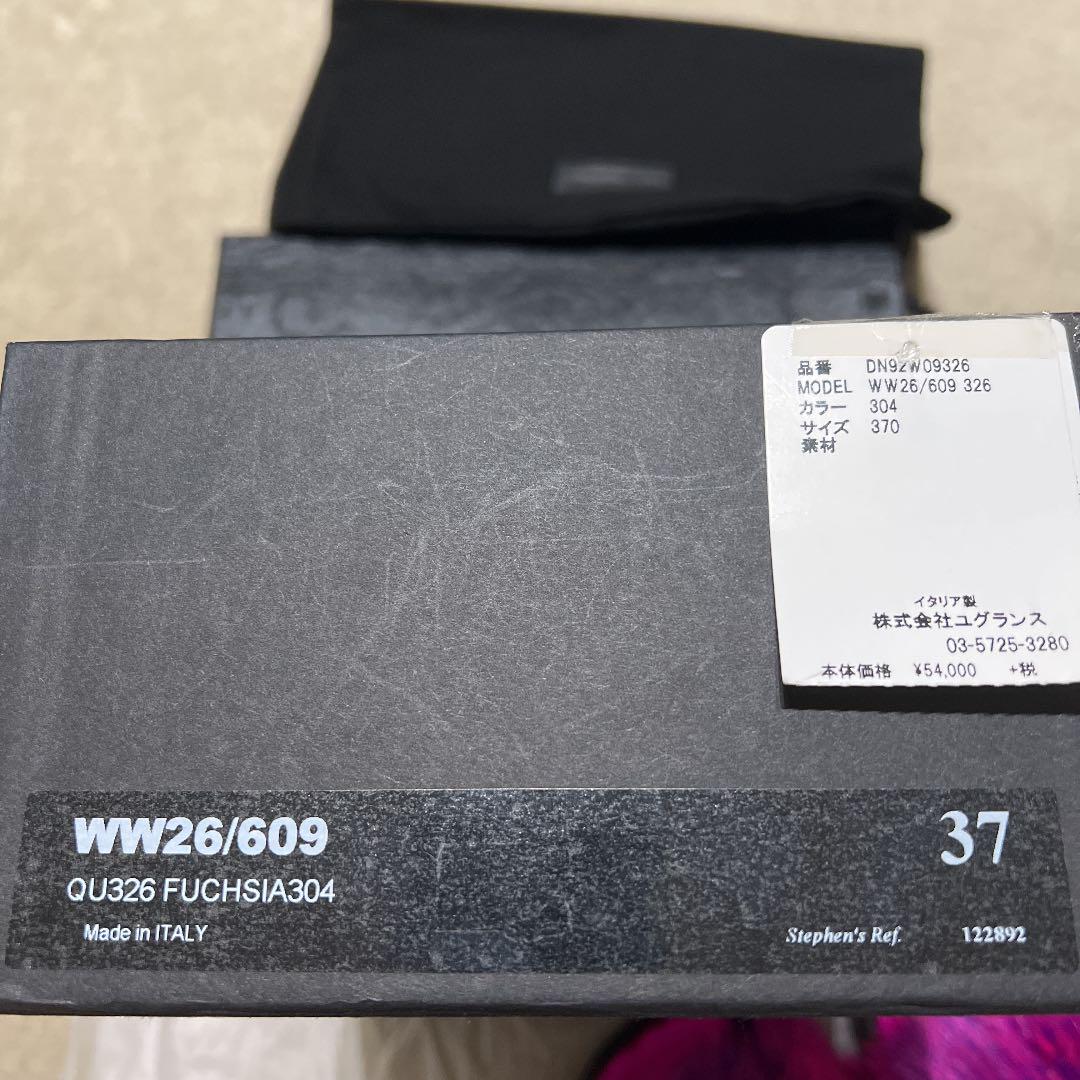 品番 DN92W09326
MODEL WW26/609 326
カラー 304
サイズ 370
素材
イタリア製
株式会社ユグランス
03-5725-3280
本体価格 ¥54,000 +税
WW26/609
37
QU326 FUCHSIA304
Made in ITALY
Stephen's Ref. 122892